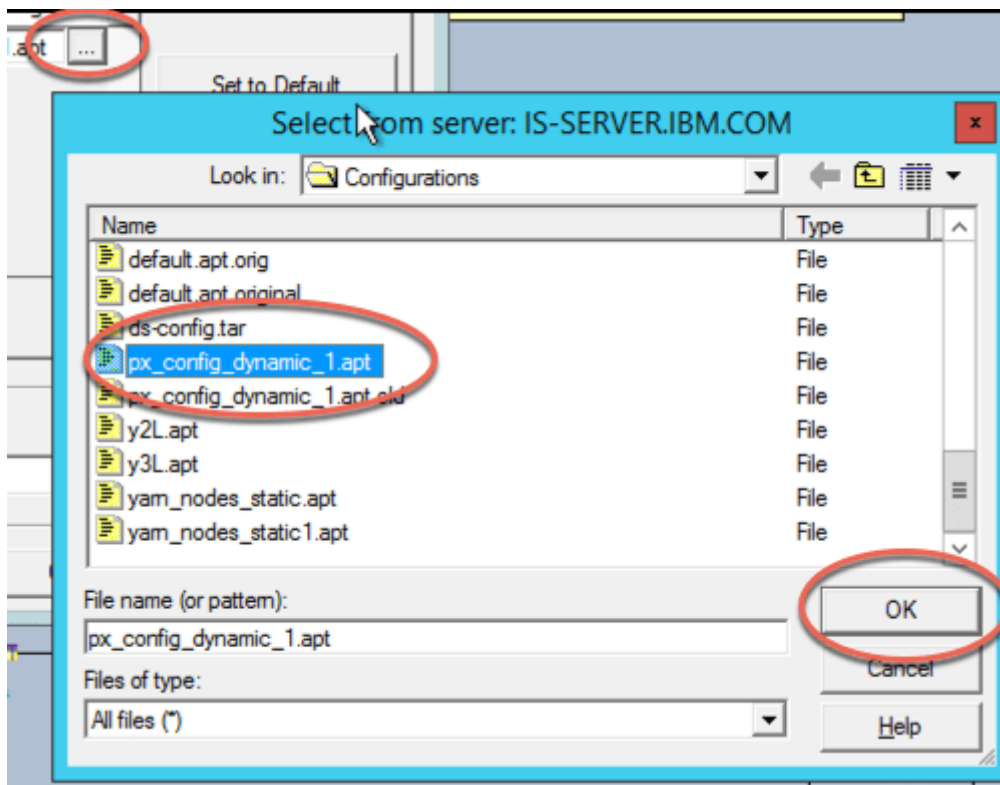 .apt ...
Set to Default
Select from server: IS-SERVER.IBM.COM x
Look in: Configurations
Name Type
default.apt.orig File
default.apt.original File
ds-config.tar File
px_config_dynamic_1.apt File
px_config_dynamic_1.apt.old File
y2L.apt File
y3L.apt File
yarn_nodes_static.apt File
yarn_nodes_static1.apt File
File name (or pattern):
OK
px_config_dynamic_1.apt
Cancel
Files of type:
All files (*)
Help